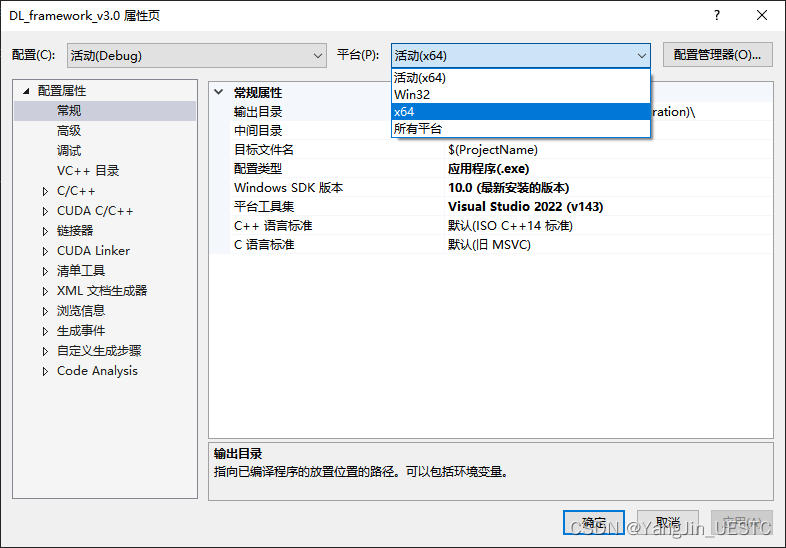 DL_framework_v3.0 属性页
配置(C): 活动(Debug) 平台(P): 活动(x64) 配置管理器(O)...
活动(x64)
Win32
x64
所有平台
配置属性
常规
高级
调试
VC++ 目录
C/C++
CUDA C/C++
链接器
CUDA Linker
清单工具
XML 文档生成器
浏览信息
生成事件
自定义生成步骤
Code Analysis
常规属性
输出目录 ration)\
中间目录
目标文件名 $(ProjectName)
配置类型 应用程序(.exe)
Windows SDK 版本 10.0 (最新安装的版本)
平台工具集 Visual Studio 2022 (v143)
C++ 语言标准 默认(ISO C++14 标准)
C 语言标准 默认(旧 MSVC)
输出目录
指向已编译程序的放置位置的路径。可以包括环境变量。
确定 取消 应用(A)
CSDN @YangJin_UESTC